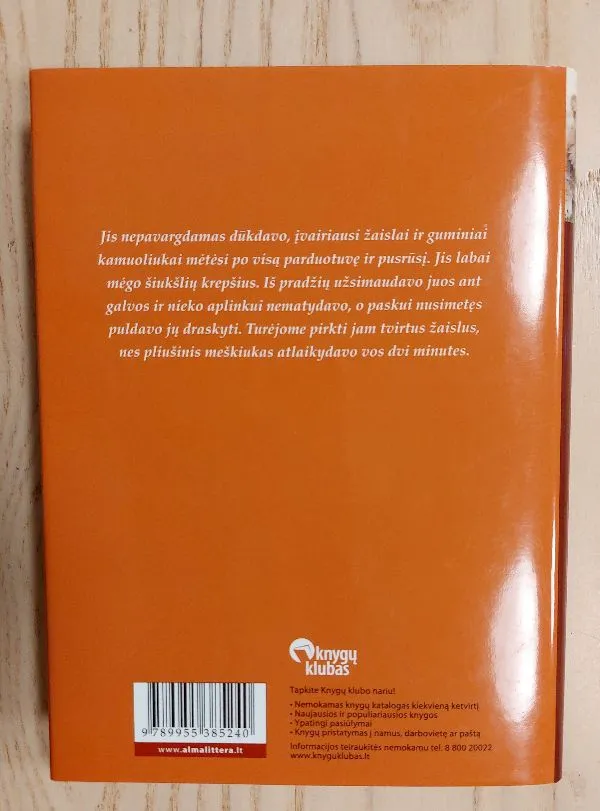 Jis nepavargdamas dūkdavo, įvairiausi žaislai ir guminiai
kamuoliukai mėtėsi po visą parduotuvę ir pusrūsį. Jis labai
mėgo šiukšlių krepšius. Iš pradžių užsimaudavo juos ant
galvos ir nieko aplinkui nematydavo, o paskui nusimetęs
puldavo jų draskyti. Turėjome pirkti jam tvirtus žaislus,
nes pliušinis meškiukas atlaikydavo vos dvi minutes.
knygų
klubas
Tapkite Knygų klubo nariu!
• Nemokamas knygų katalogas kiekvieną ketvirtį
• Naujausios ir populiariausios knygos
• Ypatingi pasiūlymai
• Knygų pristatymas į namus, darbovietę ar paštą
Informacijos teiraukitės nemokamu tel. 8 800 20022
www.knyguklubas.lt
9 789955 385240
www.almalittera.lt